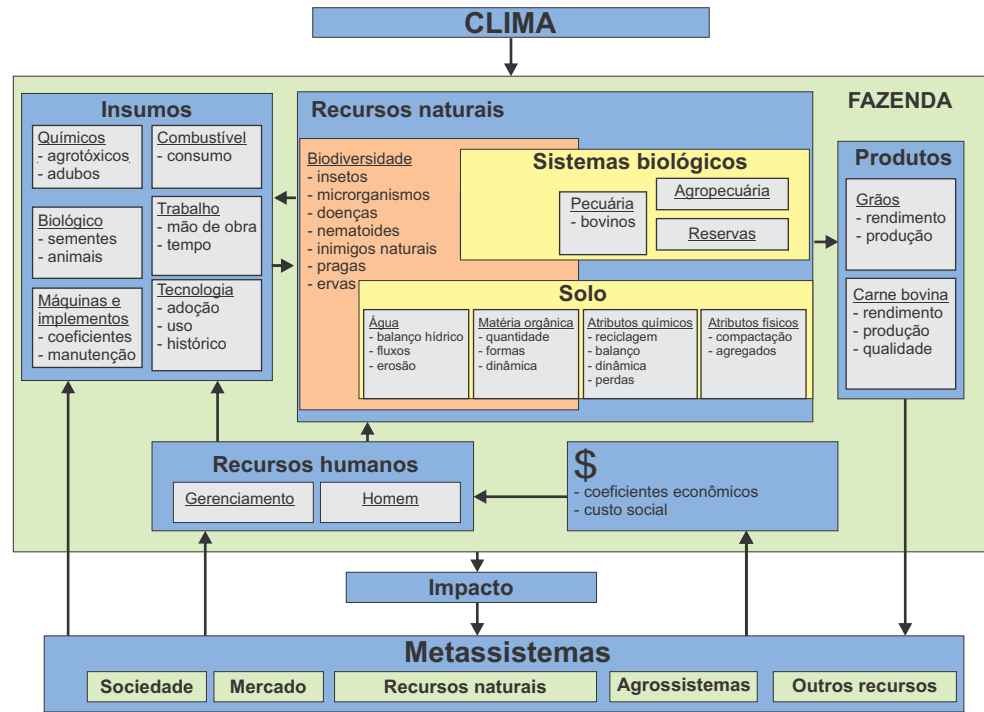 CLIMA
FAZENDA
Insumos
Químicos
- agrotóxicos
- adubos
Combustível
- consumo
Biológico
- sementes
- animais
Trabalho
- mão de obra
- tempo
Máquinas e
implementos
- coeficientes
- manutenção
Tecnologia
- adoção
- uso
- histórico
Recursos naturais
Biodiversidade
- insetos
- microrganismos
- doenças
- nematoides
- inimigos naturais
- pragas
- ervas
Sistemas biológicos
Pecuária
- bovinos
Agropecuária
Reservas
Solo
Água
- balanço hídrico
- fluxos
- erosão
Matéria orgânica
- quantidade
- formas
- dinâmica
Atributos químicos
- reciclagem
- balanço
- dinâmica
- perdas
Atributos físicos
- compactação
- agregados
Produtos
Grãos
- rendimento
- produção
Carne bovina
- rendimento
- produção
- qualidade
Recursos humanos
Gerenciamento
Homem
$
- coeficientes econômicos
- custo social
Impacto
Metassistemas
Sociedade
Mercado
Recursos naturais
Agrossistemas
Outros recursos